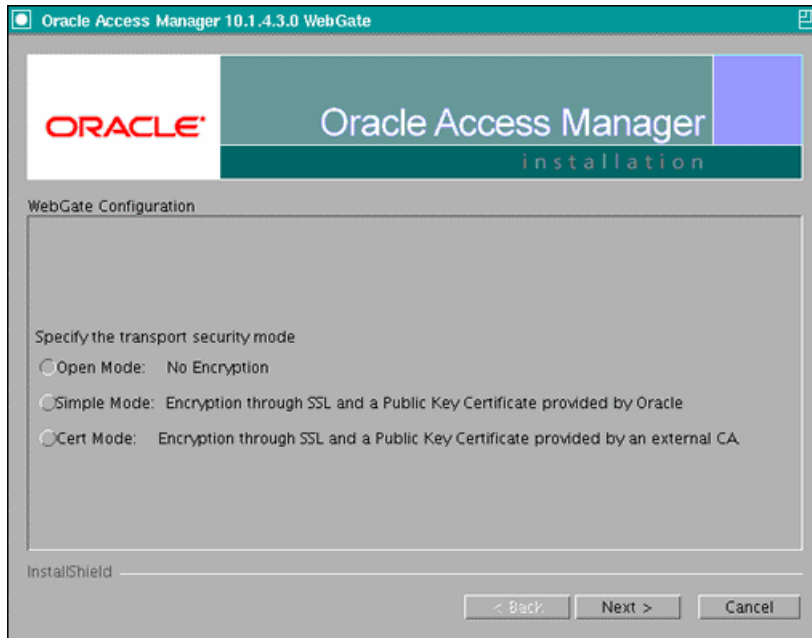 Oracle Access Manager 10.1.4.3.0 WebGate
ORACLE®
Oracle Access Manager
installation
WebGate Configuration
Specify the transport security mode
Open Mode: No Encryption
Simple Mode: Encryption through SSL and a Public Key Certificate provided by Oracle
Cert Mode: Encryption through SSL and a Public Key Certificate provided by an external CA.
InstallShield
< Back Next > Cancel